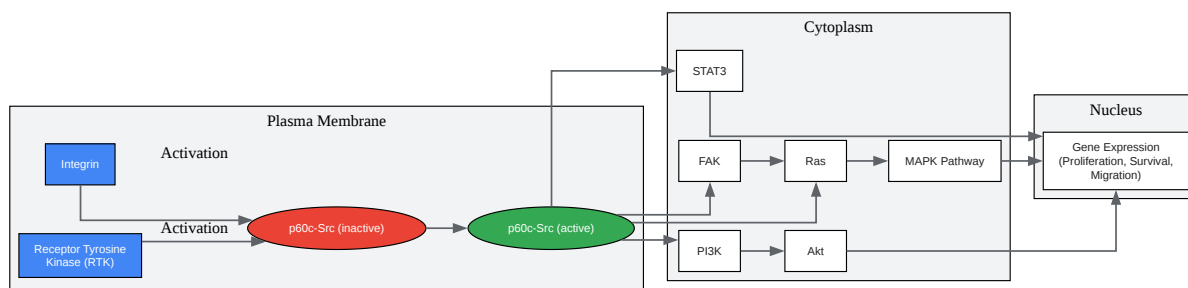 Cytoplasm
STAT3
Plasma Membrane
Nucleus
Activation
Integrin
FAK
Ras
MAPK Pathway
Gene Expression
(Proliferation, Survival,
Migration)
Activation
p60c-Src (inactive)
p60c-Src (active)
Receptor Tyrosine
Kinase (RTK)
PI3K
Akt